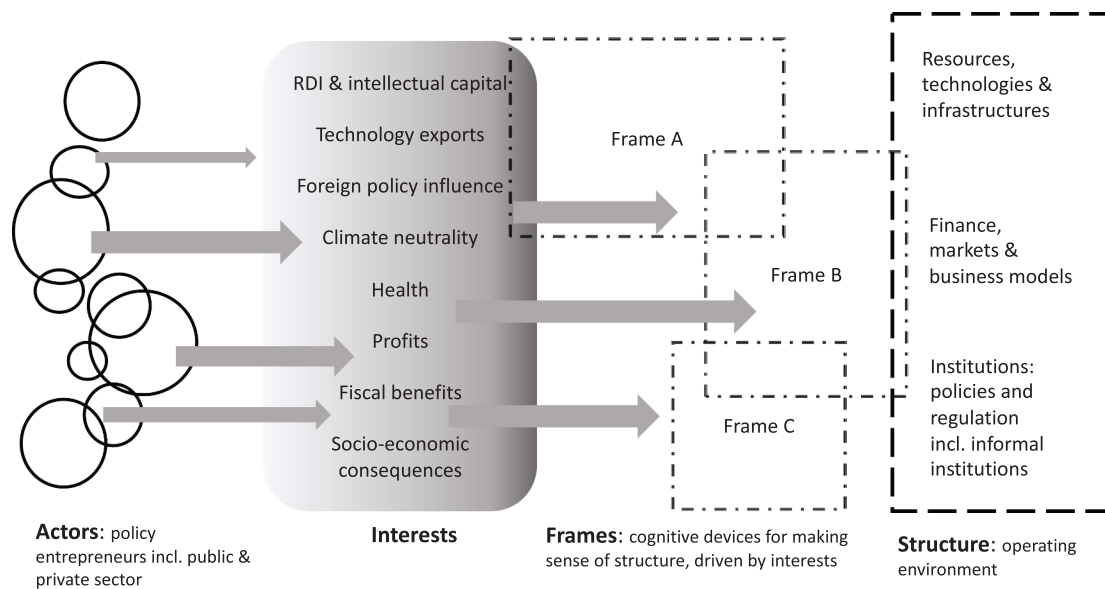 RDI & intellectual capital
Technology exports
Foreign policy influence
Climate neutrality
Health
Profits
Fiscal benefits
Socio-economic
consequences
Frame A
Frame B
Frame C
Resources,
technologies &
infrastructures
Finance,
markets &
business models
Institutions:
policies and
regulation
incl. informal
institutions
Actors: policy
entrepreneurs incl. public &
private sector
Interests
Frames: cognitive devices for making
sense of structure, driven by interests
Structure: operating
environment